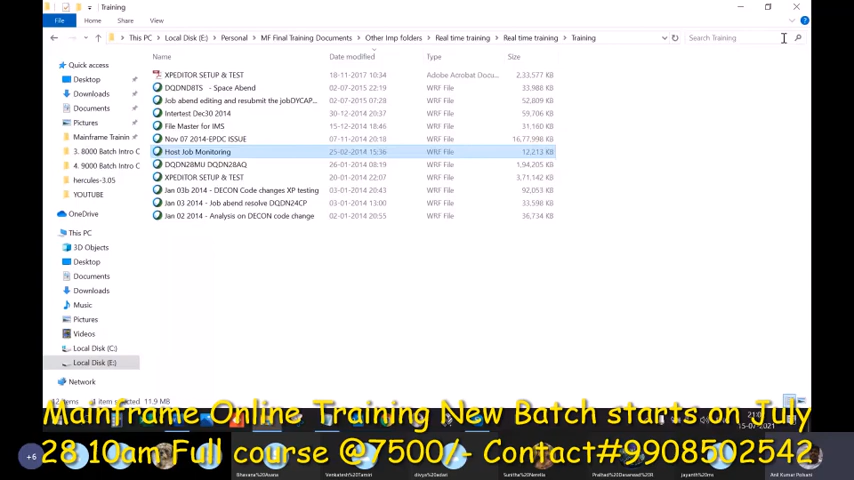 Training
File Home Share View
This PC Local Disk (E:) Personal MF Final Training Documents Other Imp folders Real time training Real time training Training
Search Training
Name Date modified Type Size
Quick access
Desktop
Downloads
Documents
Pictures
Mainframe Trainin
3. 8000 Batch Intro C
4. 9000 Batch Intro C
hercules-3.05
YOUTUBE
OneDrive
This PC
3D Objects
Desktop
Documents
Downloads
Music
Pictures
Videos
Local Disk (C:)
Local Disk (E:)
Network
XPEDITOR SETUP & TEST 18-11-2017 10:34 Adobe Acrobat Docu... 2,33,577 KB
DQDND8TS - Space Abend 02-07-2015 22:19 WRF File 33,988 KB
Job abend editing and resubmit the jobDYCAP... 02-07-2015 07:28 WRF File 52,809 KB
Intertest Dec30 2014 30-12-2014 20:37 WRF File 59,706 KB
File Master for IMS 15-12-2014 18:46 WRF File 31,160 KB
Nov 07 2014-EPDC ISSUE 07-11-2014 20:18 WRF File 16,77,998 KB
Host Job Monitoring 25-02-2014 15:36 WRF File 12,213 KB
DQDN28MU DQDN28AQ 26-01-2014 08:19 WRF File 1,94,205 KB
XPEDITOR SETUP & TEST 20-01-2014 22:07 WRF File 3,71,142 KB
Jan 03b 2014 - DECON Code changes XP testing 03-01-2014 20:43 WRF File 92,053 KB
Jan 03 2014 - Job abend resolve DQDN24CP 03-01-2014 13:00 WRF File 33,598 KB
Jan 02 2014 - Analysis on DECON code change 02-01-2014 20:55 WRF File 36,734 KB
1 item selected 11.9 MB
Mainframe Online Training New Batch starts on July
28 10am Full course @7500/- Contact#9908502542
+6